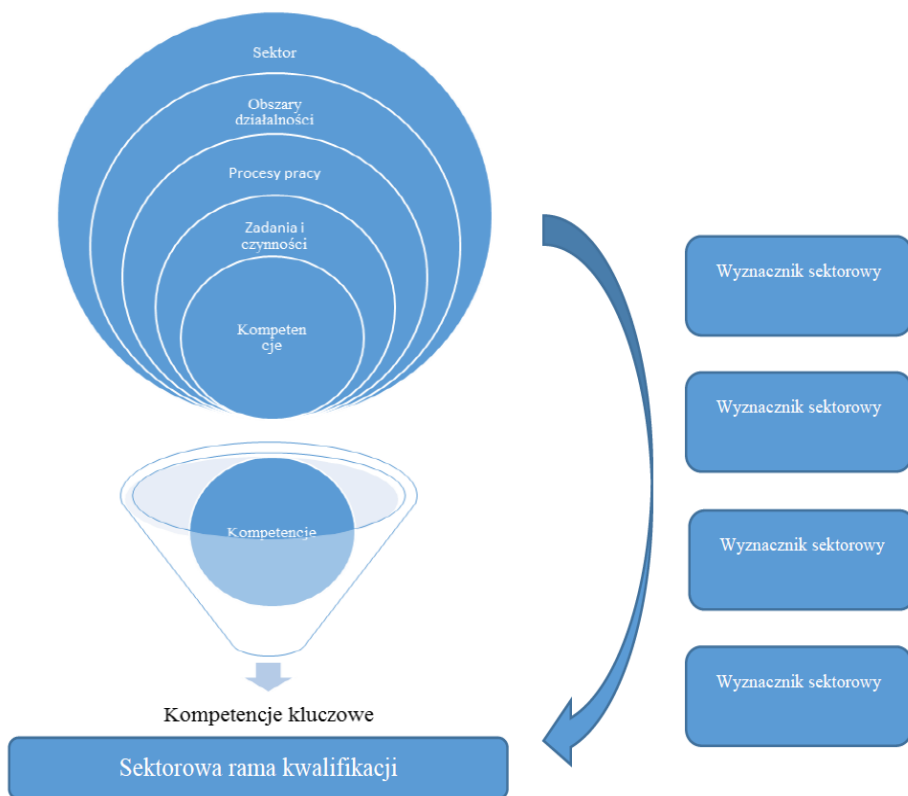 Sektor
Obszary
działalności
Procesy pracy
Zadania i
czynności
Kompeten
cje
Kompetencje
Kompetencje kluczowe
Sektorowa rama kwalifikacji
Wyznacznik sektorowy
Wyznacznik sektorowy
Wyznacznik sektorowy
Wyznacznik sektorowy